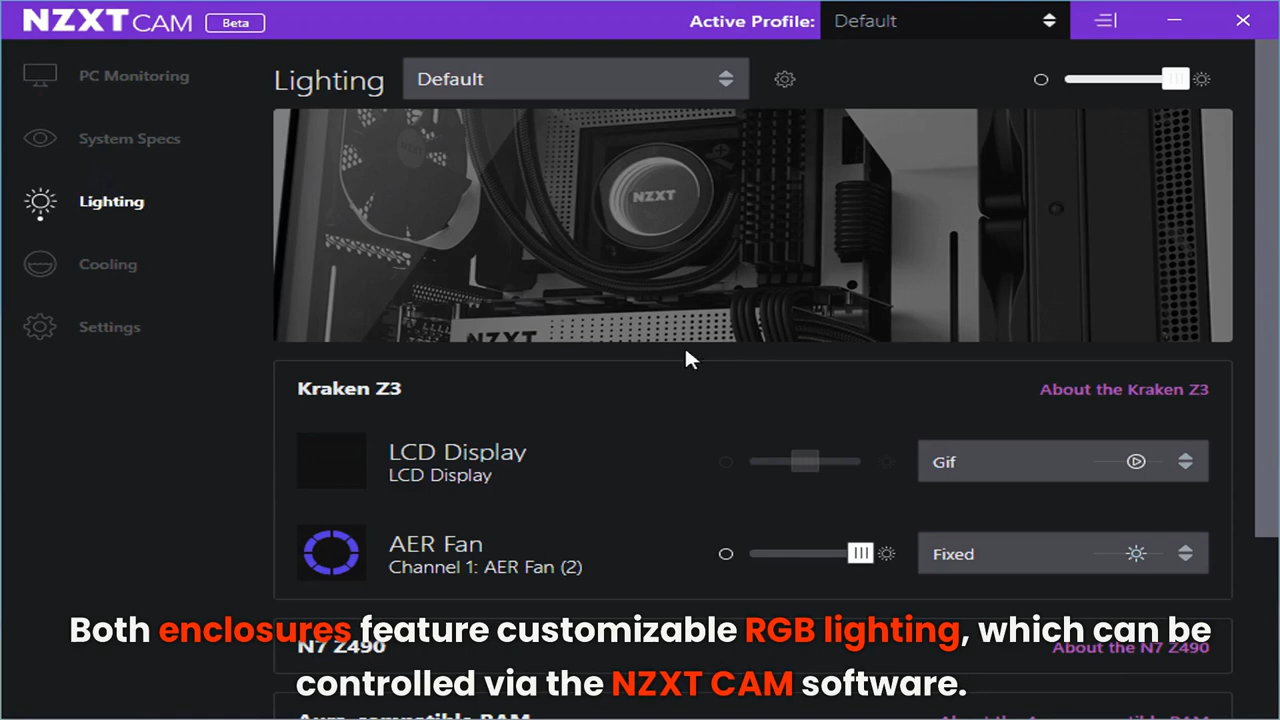 NZXT CAM Beta Active Profile: Default
PC Monitoring
System Specs
Lighting
Cooling
Settings
Lighting Default
NZXT
NZXT
Kraken Z3 About the Kraken Z3
LCD Display
LCD Display
Gif
AER Fan
Channel 1: AER Fan (2)
Fixed
Both enclosures feature customizable RGB lighting, which can be
N7 Z490 About the N7 Z490
controlled via the NZXT CAM software.